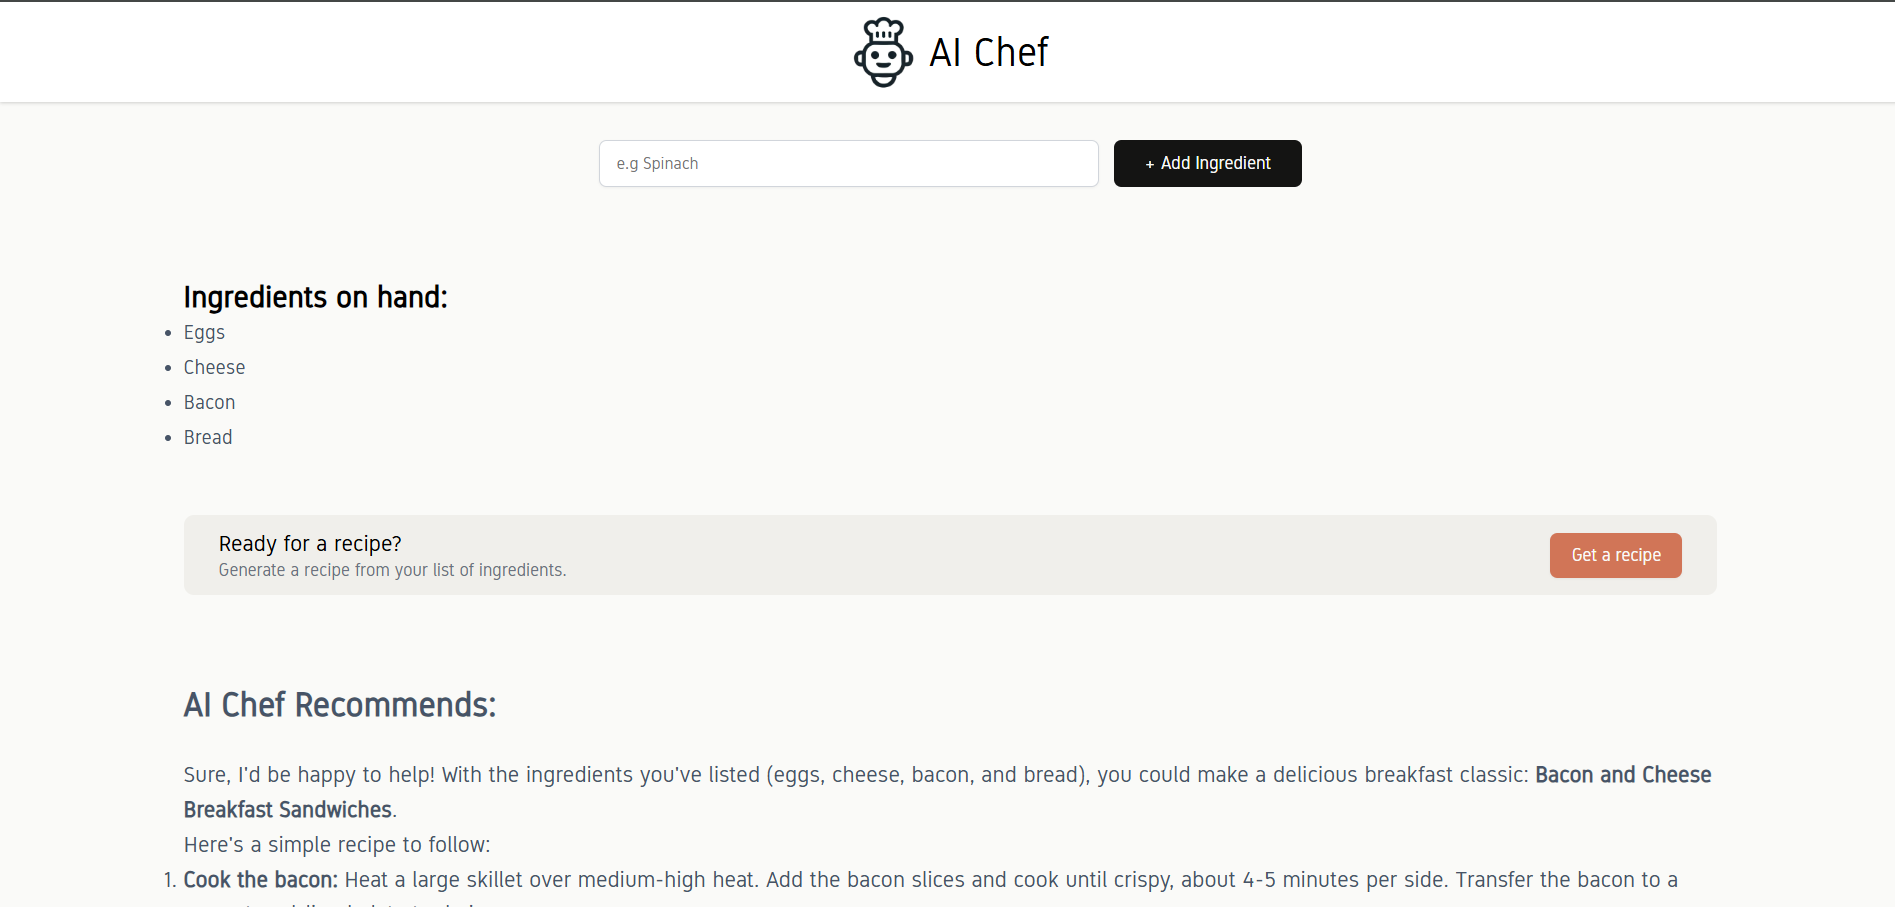 AI Chef
e.g Spinach
+ Add Ingredient
Ingredients on hand:
• Eggs
• Cheese
• Bacon
• Bread
Ready for a recipe?
Generate a recipe from your list of ingredients.
Get a recipe
AI Chef Recommends:
Sure, I'd be happy to help! With the ingredients you've listed (eggs, cheese, bacon, and bread), you could make a delicious breakfast classic: Bacon and Cheese
Breakfast Sandwiches.
Here's a simple recipe to follow:
1. Cook the bacon: Heat a large skillet over medium-high heat. Add the bacon slices and cook until crispy, about 4-5 minutes per side. Transfer the bacon to a